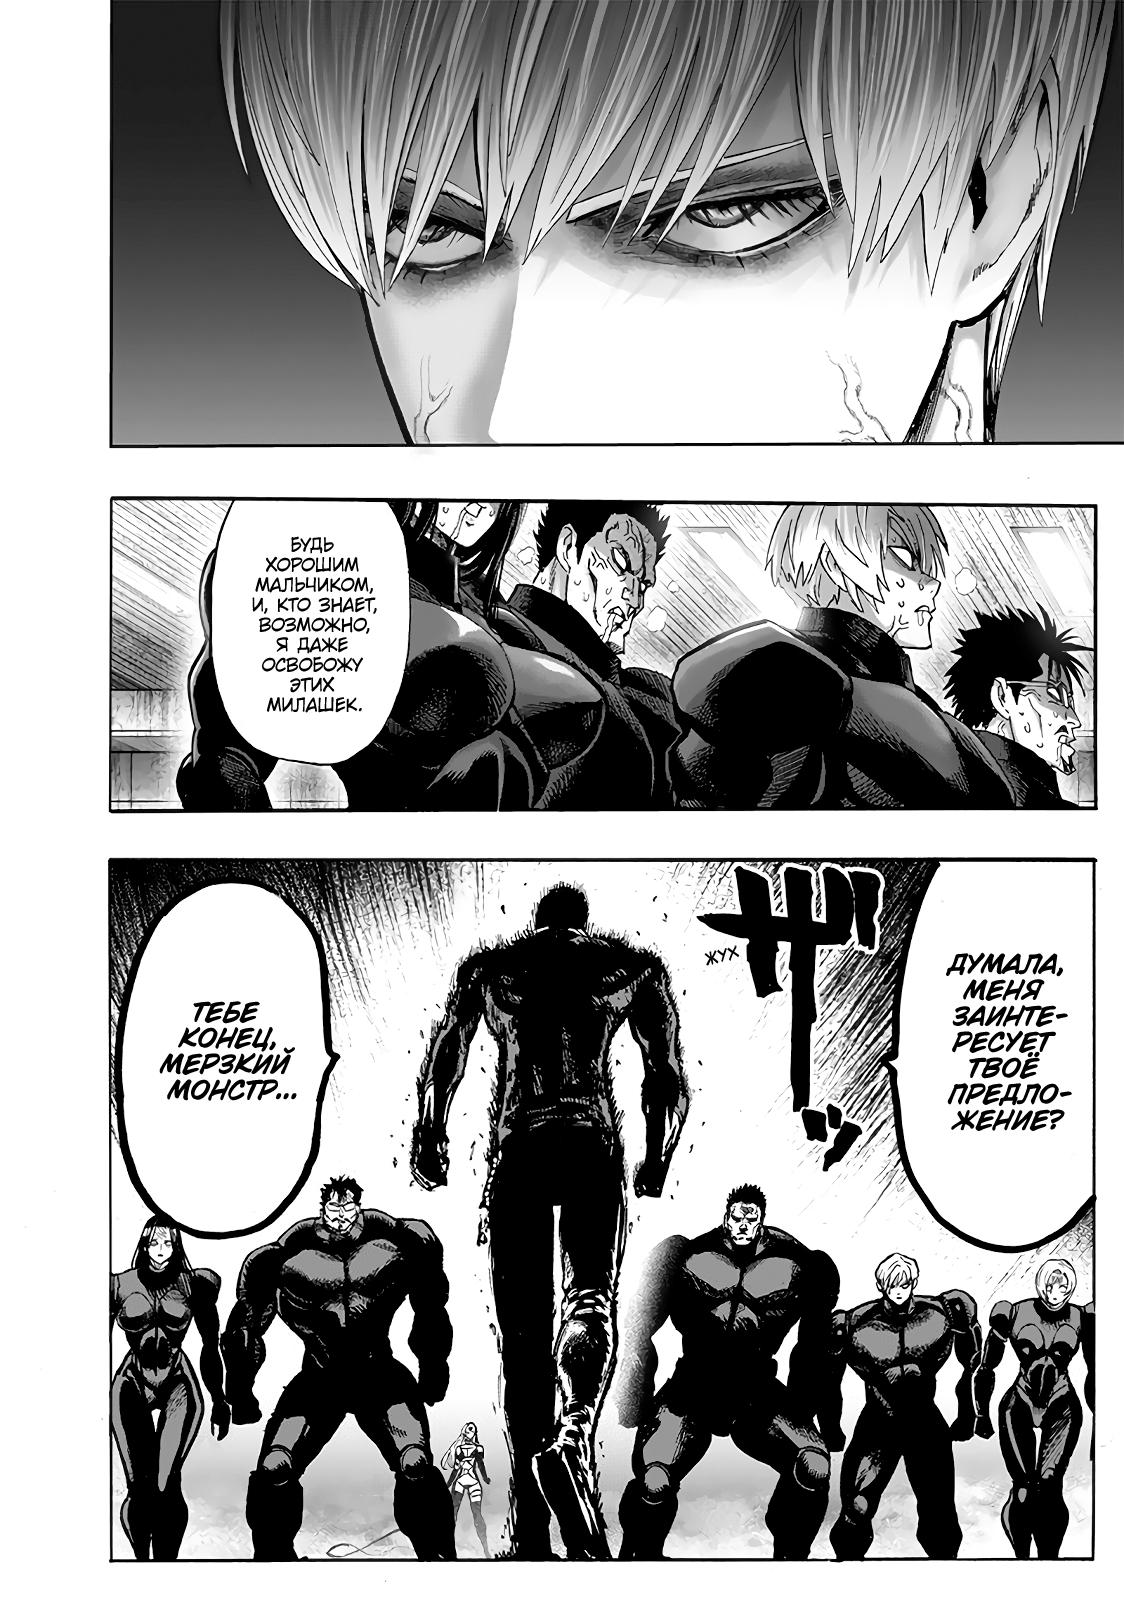 БУДЬ
ХОРОШИМ
МАЛЬЧИКОМ,
И, КТО ЗНАЕТ,
ВОЗМОЖНО,
Я ДАЖЕ
ОСВОБОЖУ
ЭТИХ
МИЛАШЕК.
ДУМАЛА,
МЕНЯ
ЗАИНТЕ-
РЕСУЕТ
ТВОЁ
ПРЕДЛО-
ЖЕНИЕ?
ЖУХ
ТЕБЕ
КОНЕЦ,
МЕРЗКИЙ
МОНСТР...